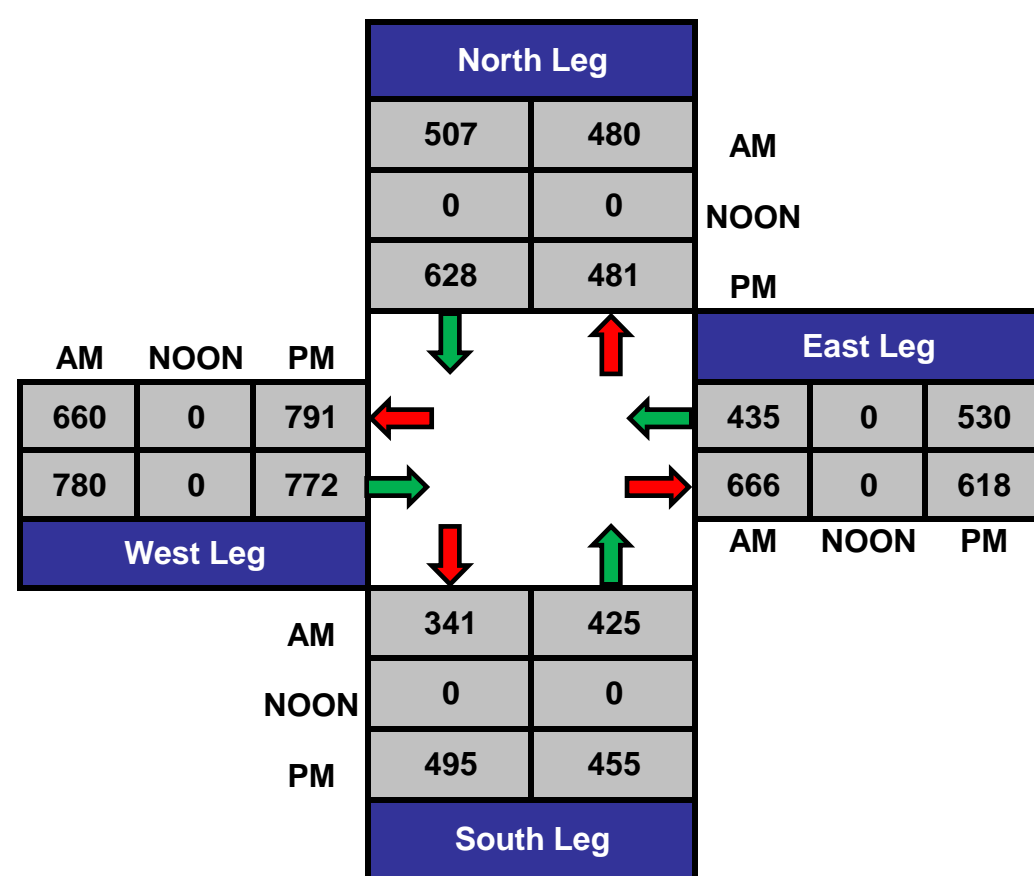 North Leg
507 480 AM
0 0 NOON
628 481 PM
AM NOON PM East Leg
660 0 791 435 0 530
780 0 772 666 0 618
West Leg AM NOON PM
AM 341 425
NOON 0 0
PM 495 455
South Leg